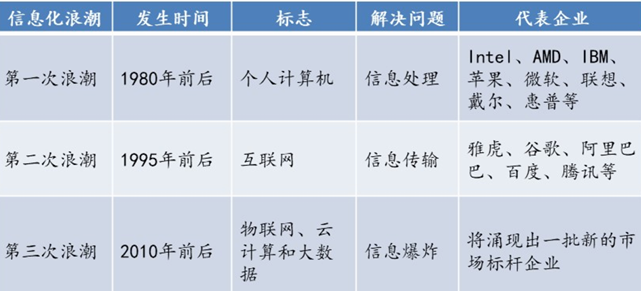 信息化浪潮 发生时间 标志 解决问题 代表企业
第一次浪潮 1980年前后 个人计算机 信息处理 Intel、AMD、IBM、
苹果、微软、联想、
戴尔、惠普等
第二次浪潮 1995年前后 互联网 信息传输 雅虎、谷歌、阿里巴
巴、百度、腾讯等
第三次浪潮 2010年前后 物联网、云
计算和大数
据 信息爆炸 将涌现出一批新的市
场标杆企业